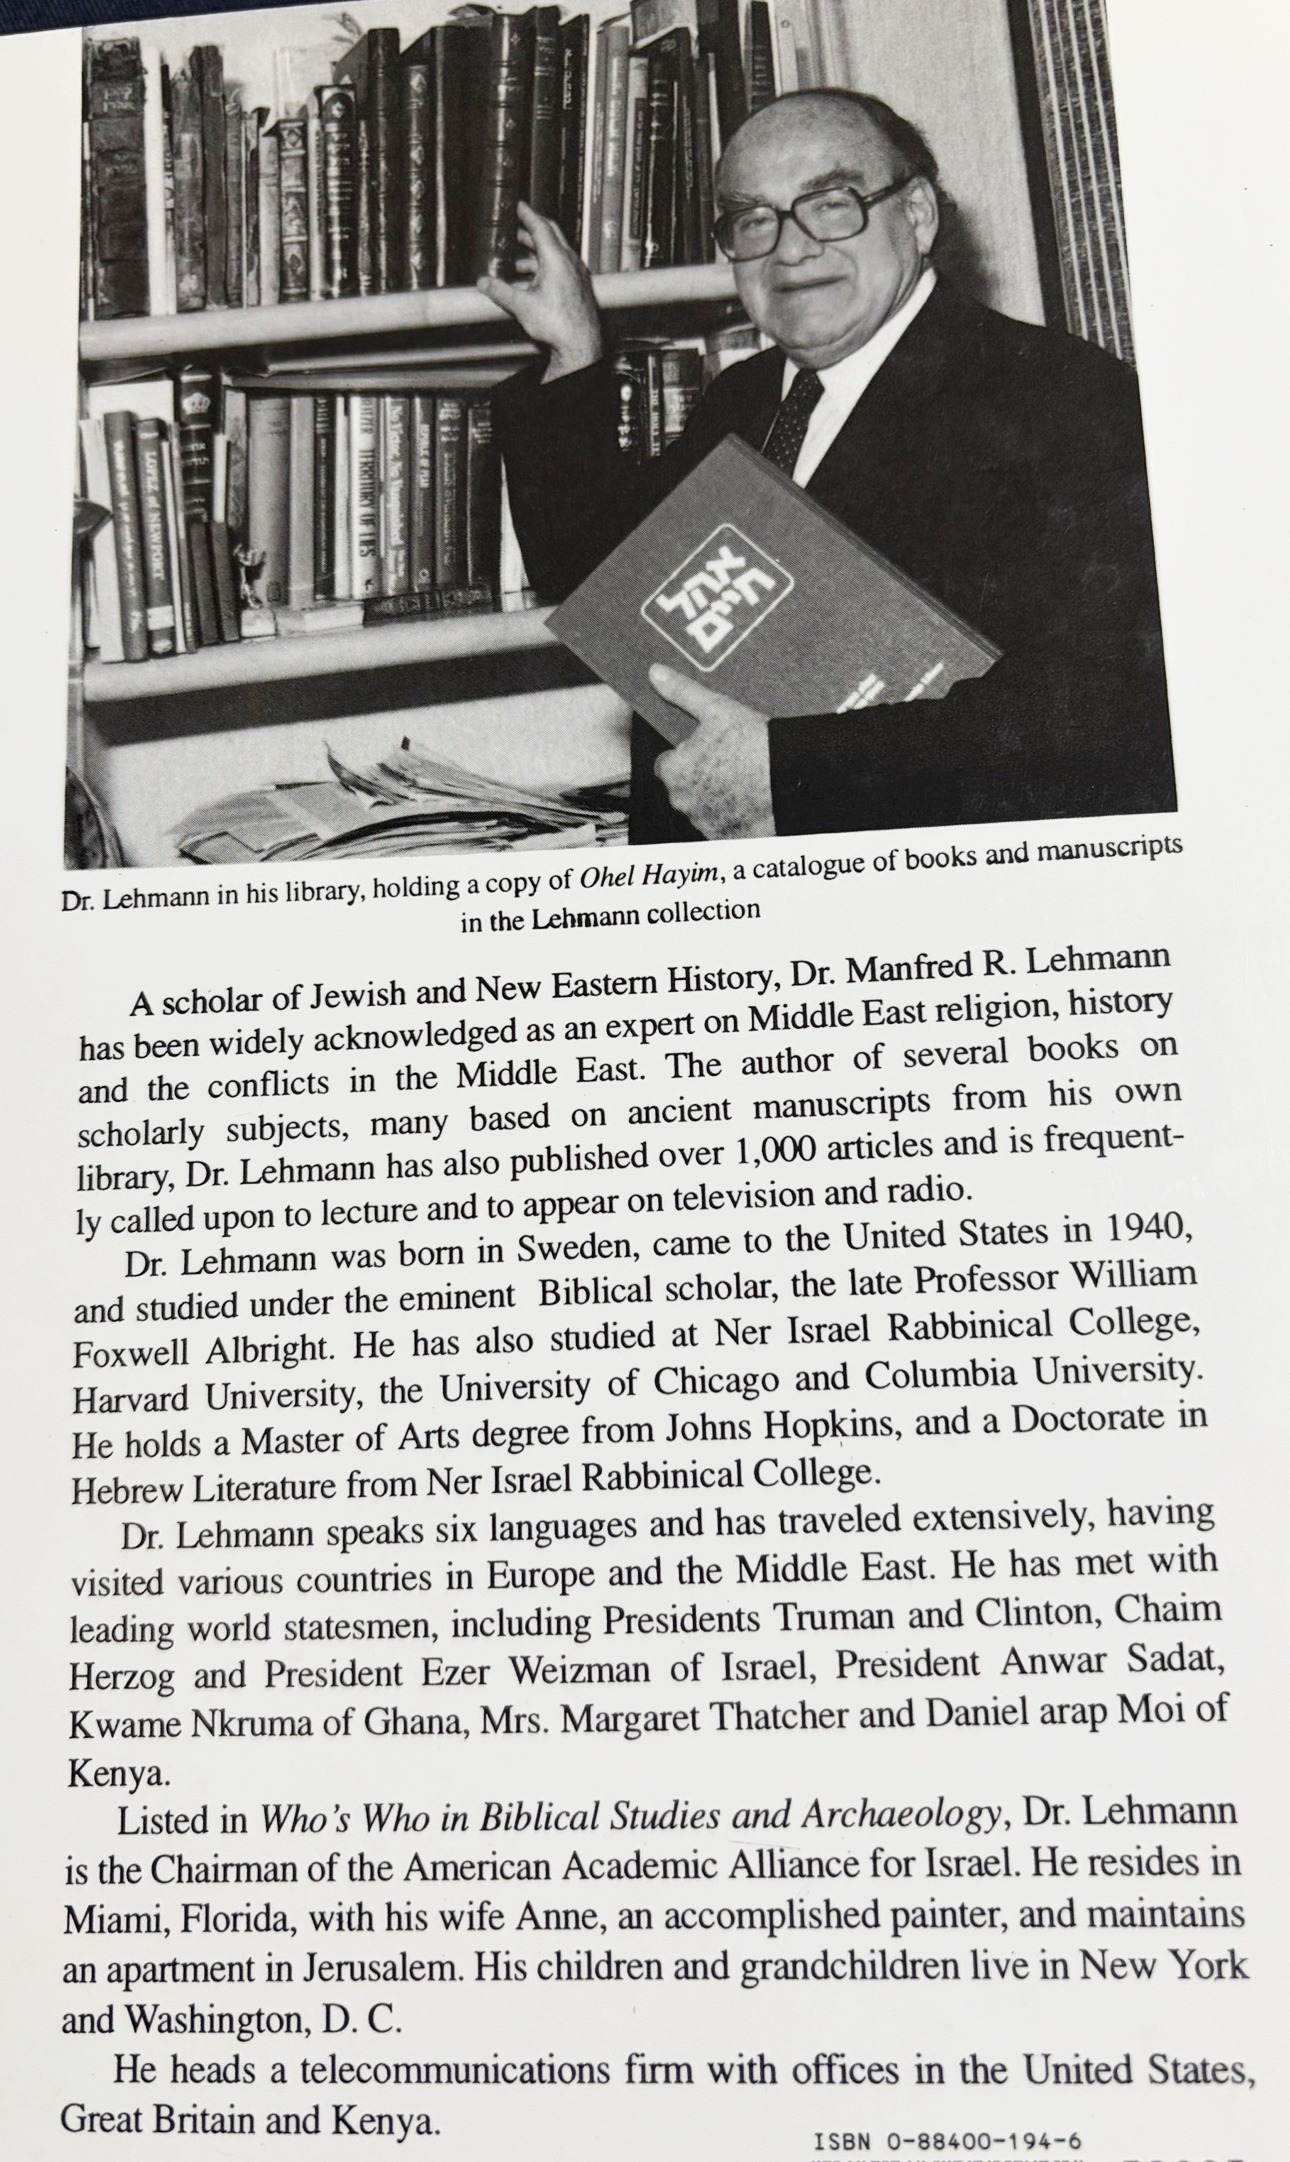 LOPEZ of NEWPORT
TERRITORY OF LIES
אהל
חיים
Dr. Lehmann in his library, holding a copy of Ohel Hayim, a catalogue of books and manuscripts
in the Lehmann collection
A scholar of Jewish and New Eastern History, Dr. Manfred R. Lehmann
has been widely acknowledged as an expert on Middle East religion, history
and the conflicts in the Middle East. The author of several books on
scholarly subjects, many based on ancient manuscripts from his own
library, Dr. Lehmann has also published over 1,000 articles and is frequent-
ly called upon to lecture and to appear on television and radio.
Dr. Lehmann was born in Sweden, came to the United States in 1940,
and studied under the eminent Biblical scholar, the late Professor William
Foxwell Albright. He has also studied at Ner Israel Rabbinical College,
Harvard University, the University of Chicago and Columbia University.
He holds a Master of Arts degree from Johns Hopkins, and a Doctorate in
Hebrew Literature from Ner Israel Rabbinical College.
Dr. Lehmann speaks six languages and has traveled extensively, having
visited various countries in Europe and the Middle East. He has met with
leading world statesmen, including Presidents Truman and Clinton, Chaim
Herzog and President Ezer Weizman of Israel, President Anwar Sadat,
Kwame Nkruma of Ghana, Mrs. Margaret Thatcher and Daniel arap Moi of
Kenya.
Listed in Who's Who in Biblical Studies and Archaeology, Dr. Lehmann
is the Chairman of the American Academic Alliance for Israel. He resides in
Miami, Florida, with his wife Anne, an accomplished painter, and maintains
an apartment in Jerusalem. His children and grandchildren live in New York
and Washington, D. C.
He heads a telecommunications firm with offices in the United States,
Great Britain and Kenya.
ISBN 0-88400-194-6